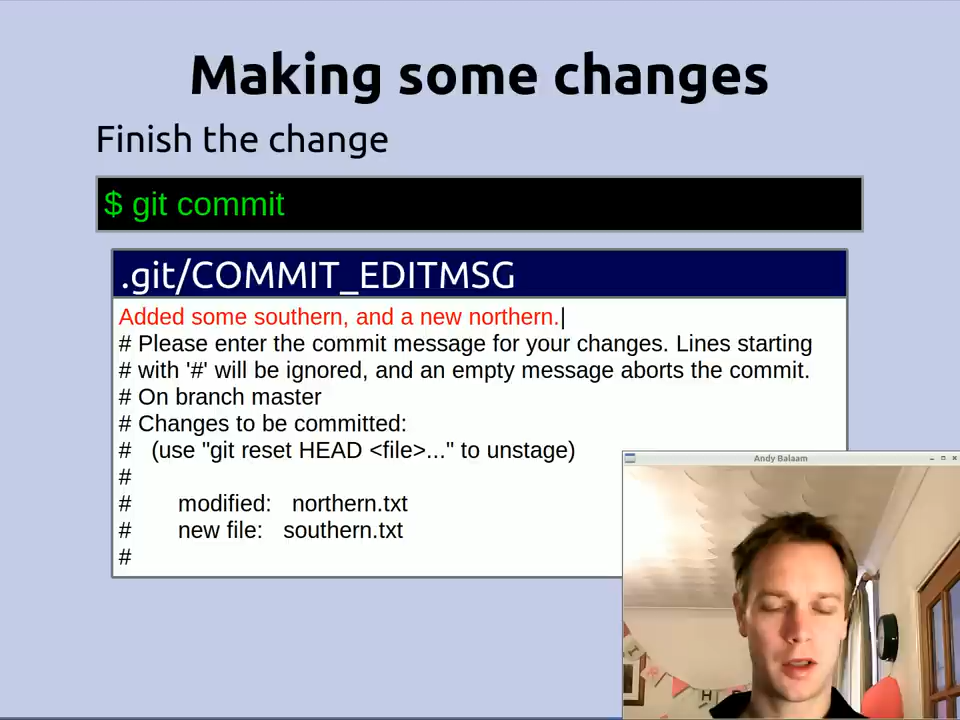 Making some changes
Finish the change
$ git commit
.git/COMMIT_EDITMSG
Added some southern, and a new northern.
# Please enter the commit message for your changes. Lines starting
# with '#' will be ignored, and an empty message aborts the commit.
# On branch master
# Changes to be committed:
#   (use "git reset HEAD <file>..." to unstage)
#
#       modified:   northern.txt
#       new file:   southern.txt
#
Andy Balaam